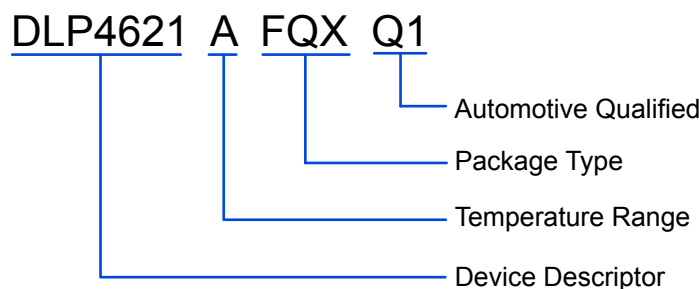 DLP4621 A FQX Q1
Automotive Qualified
Package Type
Temperature Range
Device Descriptor